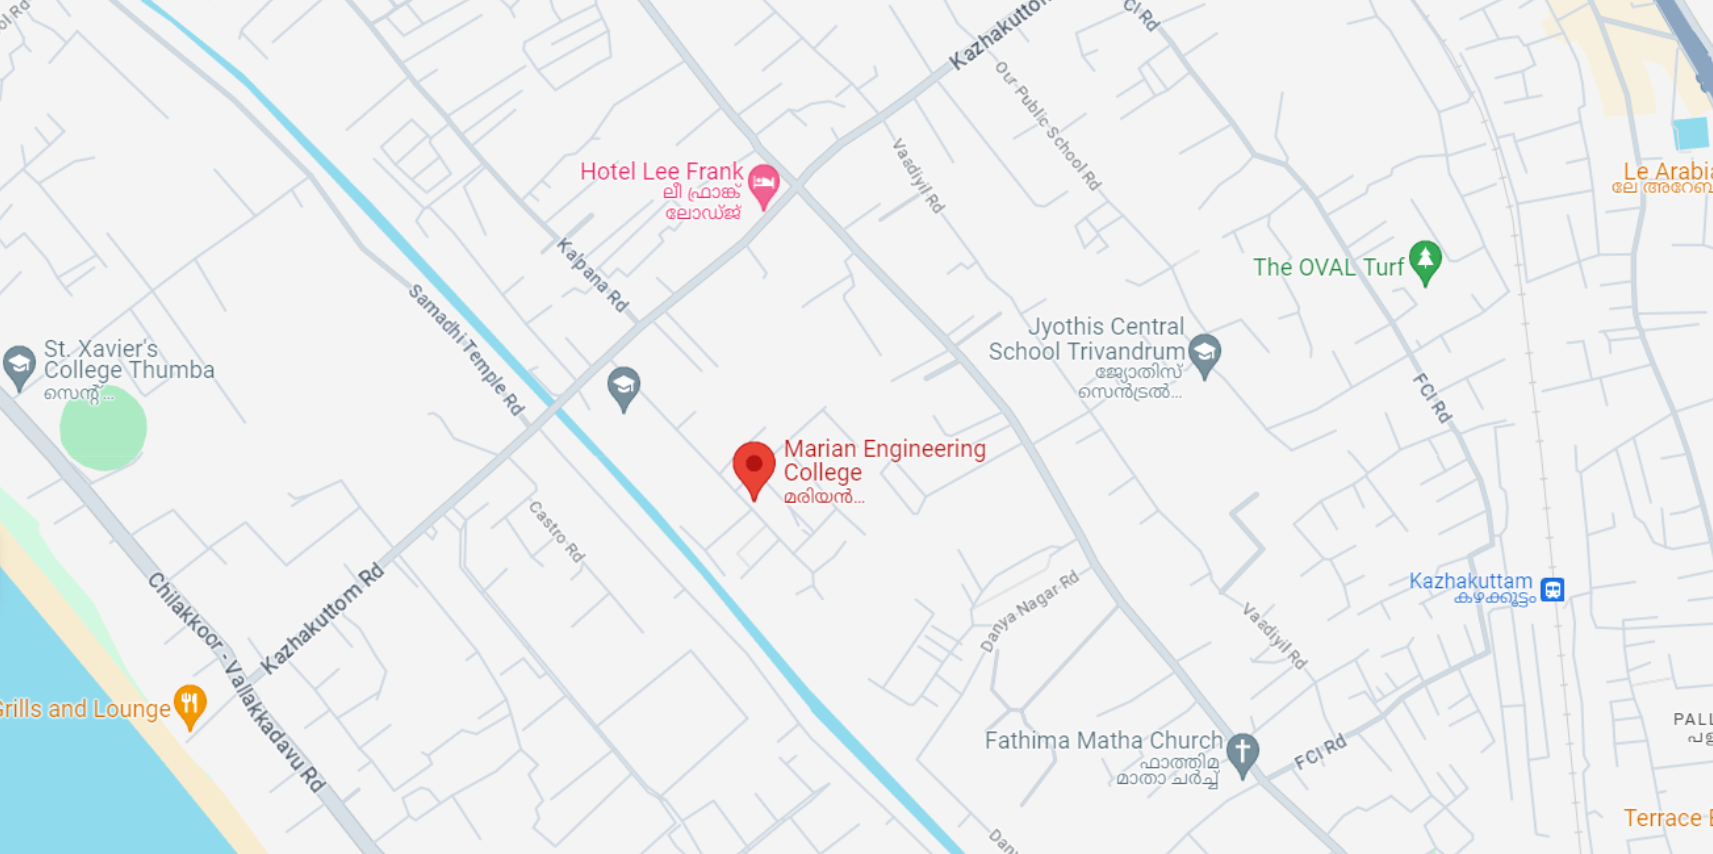 Kazhakuttom
Our Public School Rd
Vaadiyil Rd
Hotel Lee Frank
ലീ ഫ്രാങ്ക്
ലോഡ്ജ്
Le Arabi
ലേ അറേബ
Kalpana Rd
The OVAL Turf
Samadhi Temple Rd
Jyothis Central
School Trivandrum
ജ്യോതിസ്
സെൻട്രൽ...
St. Xavier's
College Thumba
സെന്റ് ...
FCI Rd
Marian Engineering
College
മരിയൻ...
Castro Rd
Kazhakuttom Rd
Chilakkoor - Vallakkadavu Rd
Danya Nagar Rd
Kazhakuttam
കഴക്കൂട്ടം
Vaadiyil Rd
Grills and Lounge
Fathima Matha Church
ഫാത്തിമ
മാതാ ചർച്ച്
FCI Rd
PALL
Terrace